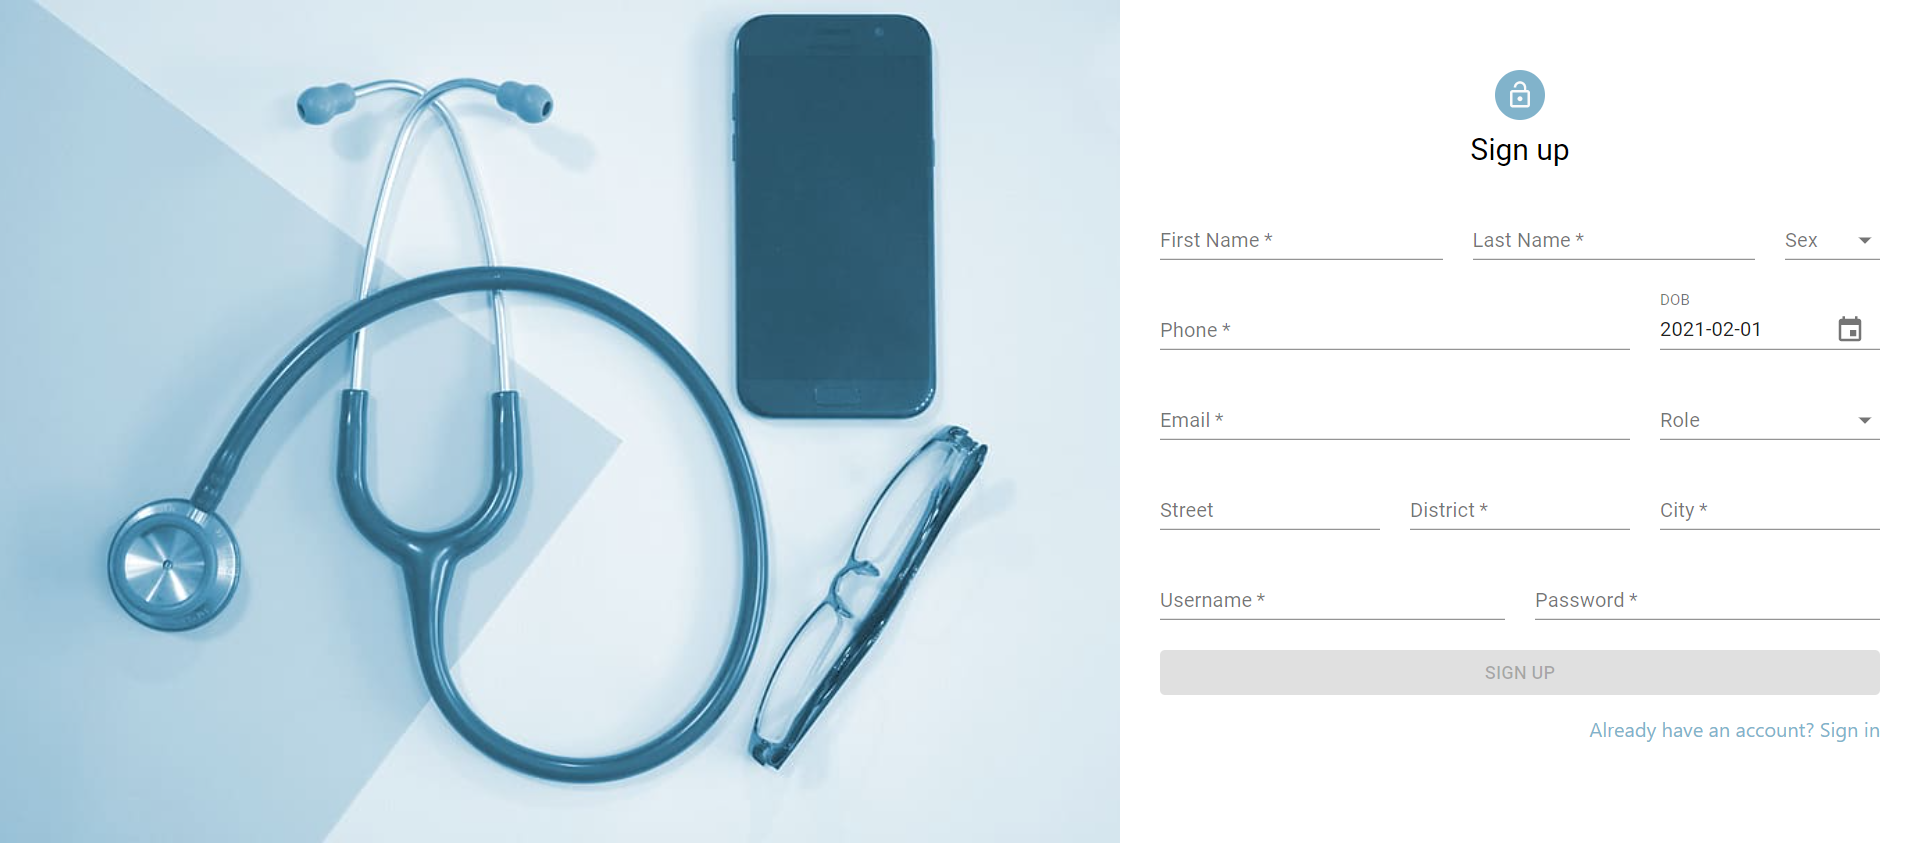 Sign up
First Name *
Last Name *
Sex
Phone *
DOB
2021-02-01
Email *
Role
Street
District *
City *
Username *
Password *
SIGN UP
Already have an account? Sign in